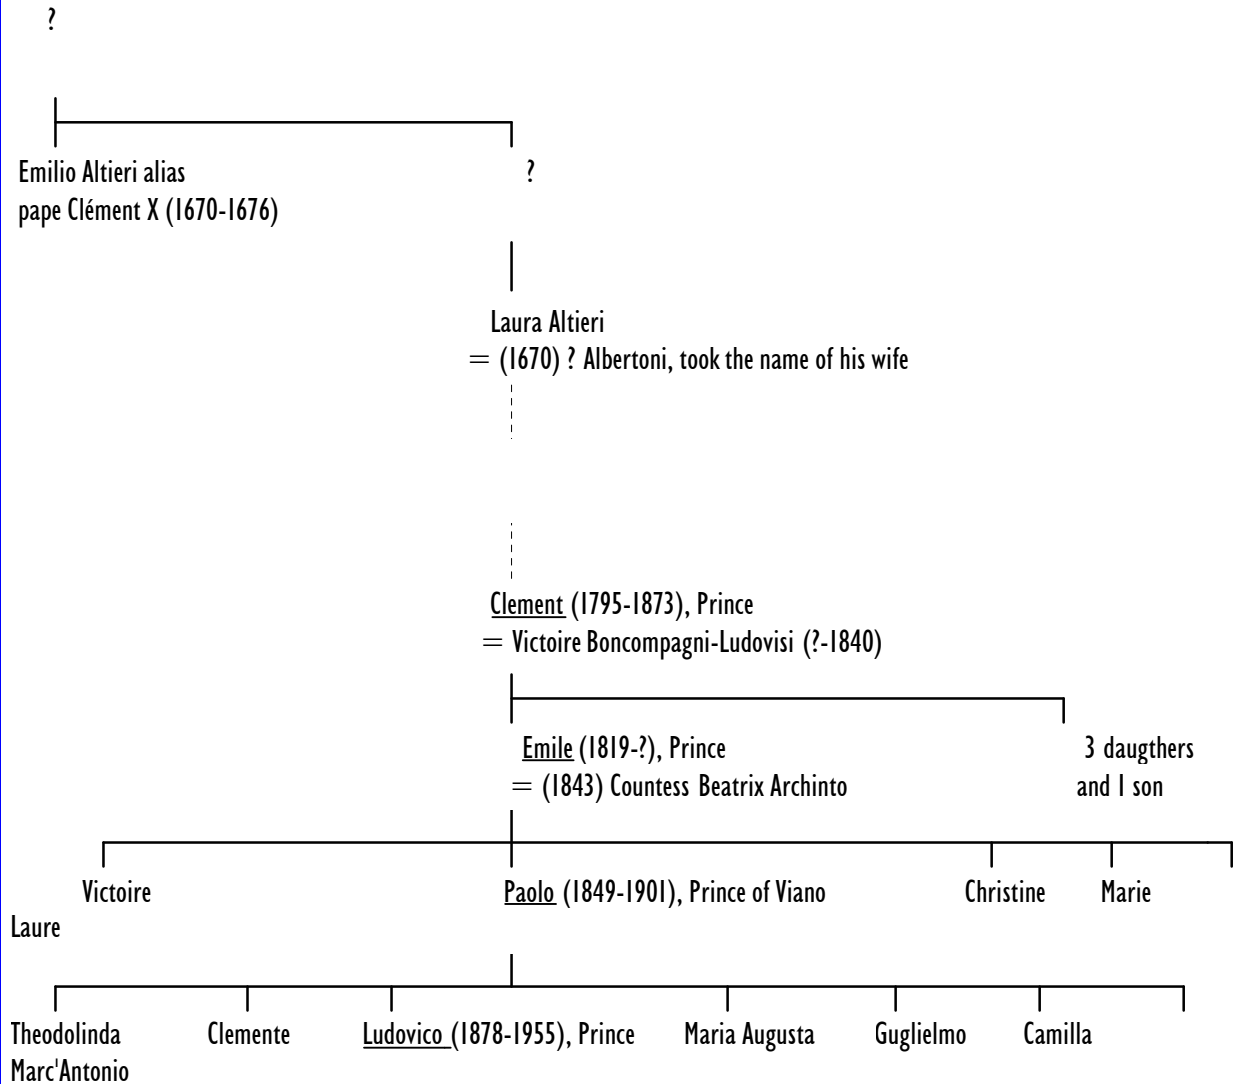 ?
Emilio Altieri alias ?
pape Clément X (1670-1676)
Laura Altieri
= (1670) ? Albertoni, took the name of his wife
Clement (1795-1873), Prince
= Victoire Boncompagni-Ludovisi (?-1840)
Emile (1819-?), Prince 3 daugthers
= (1843) Countess Beatrix Archinto and 1 son
Victoire Paolo (1849-1901), Prince of Viano Christine Marie
Laure
Theodolinda Clemente Ludovico (1878-1955), Prince Maria Augusta Guglielmo Camilla
Marc'Antonio